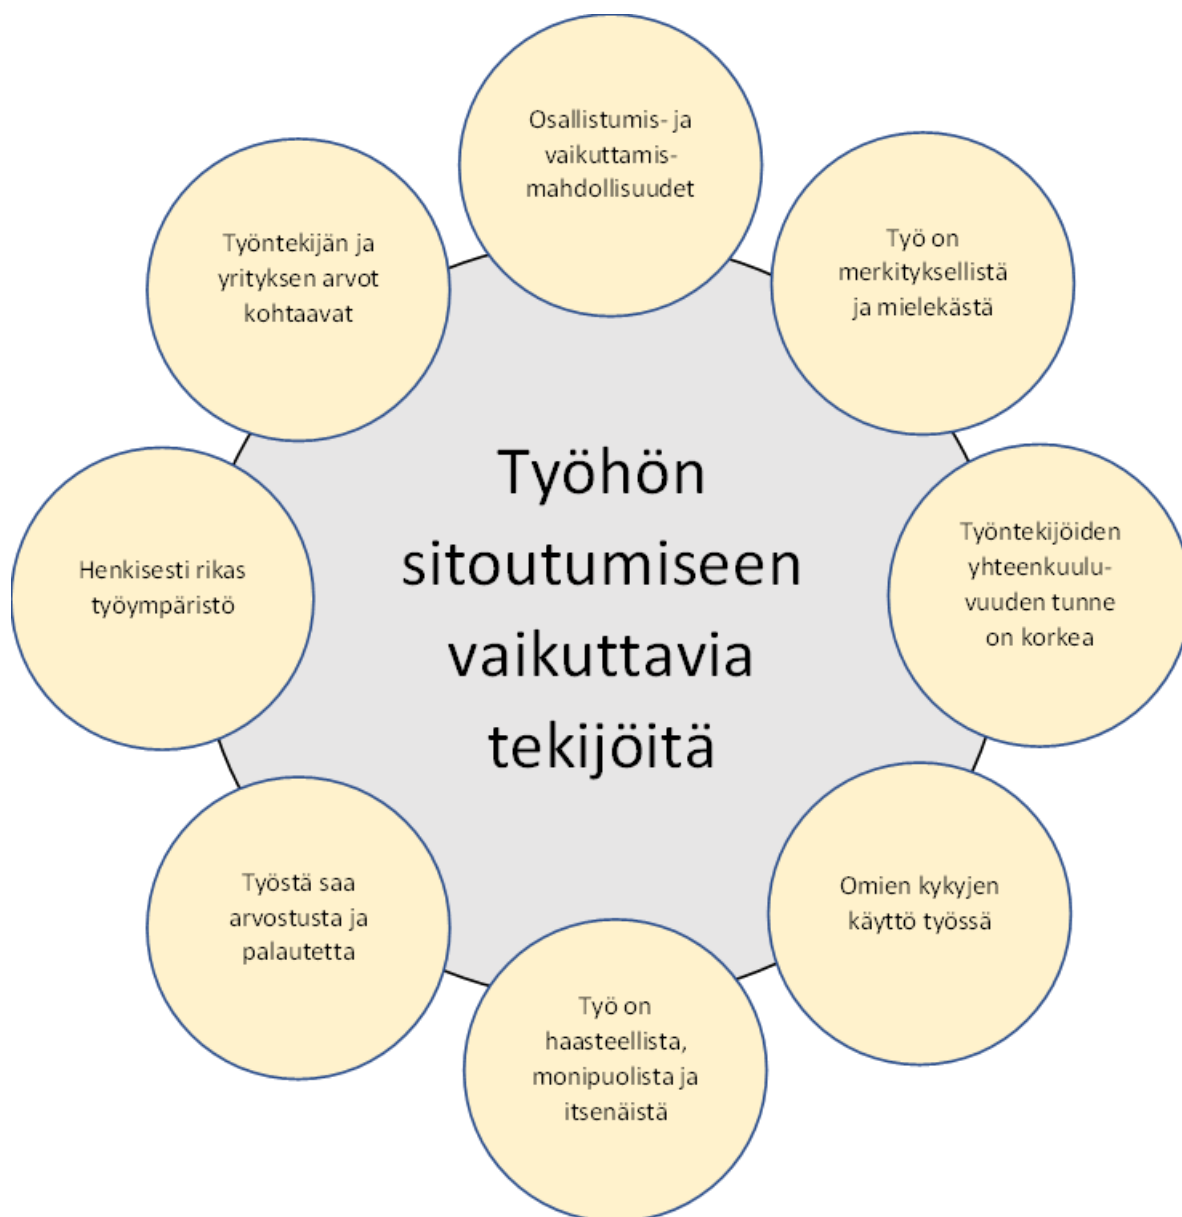 Osallistumis- ja
vaikuttamis-
mahdollisuudet
Työ on
merkityksellistä
ja mielekästä
Työntekijöiden
yhteenkuulu-
vuuden tunne
on korkea
Omien kykyjen
käyttö työssä
Työ on
haasteellista,
monipuolista ja
itsenäistä
Työstä saa
arvostusta ja
palautetta
Henkisesti rikas
työympäristö
Työntekijän ja
yrityksen arvot
kohtaavat
Työhön
sitoutumiseen
vaikuttavia
tekijöitä